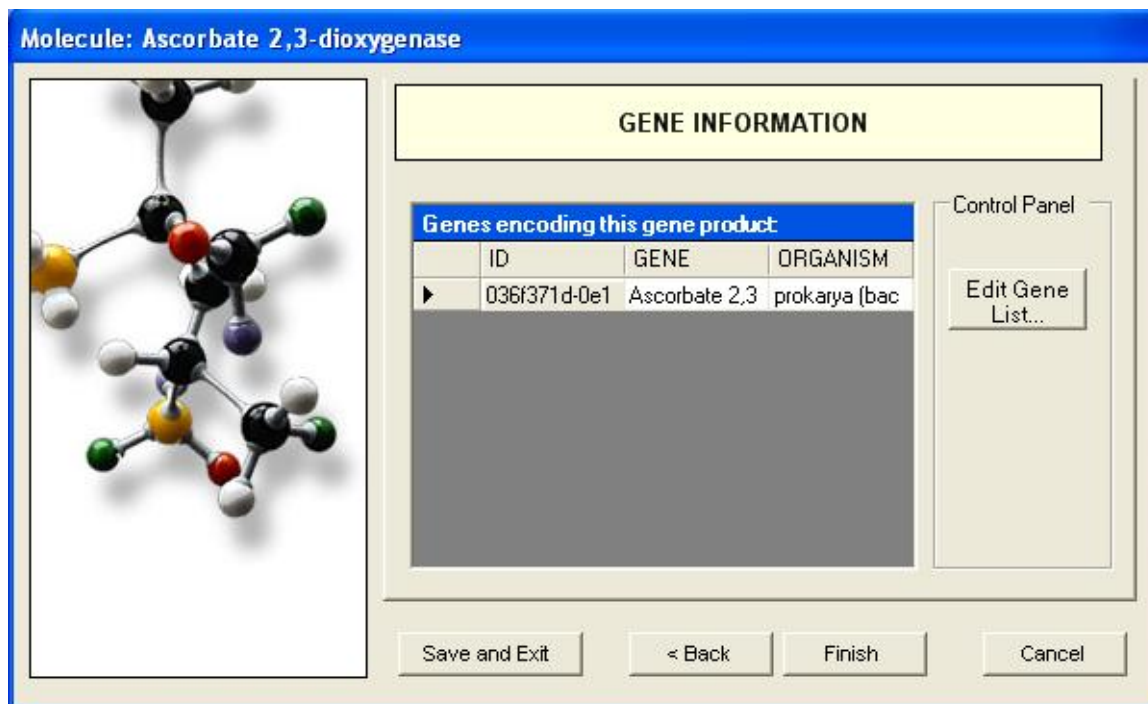 Molecule: Ascorbate 2,3-dioxygenase
GENE INFORMATION
Genes encoding this gene product:
ID GENE ORGANISM
036f371d-0e1 Ascorbate 2,3 prokarya (bac
Control Panel
Edit Gene
List...
Save and Exit < Back Finish Cancel